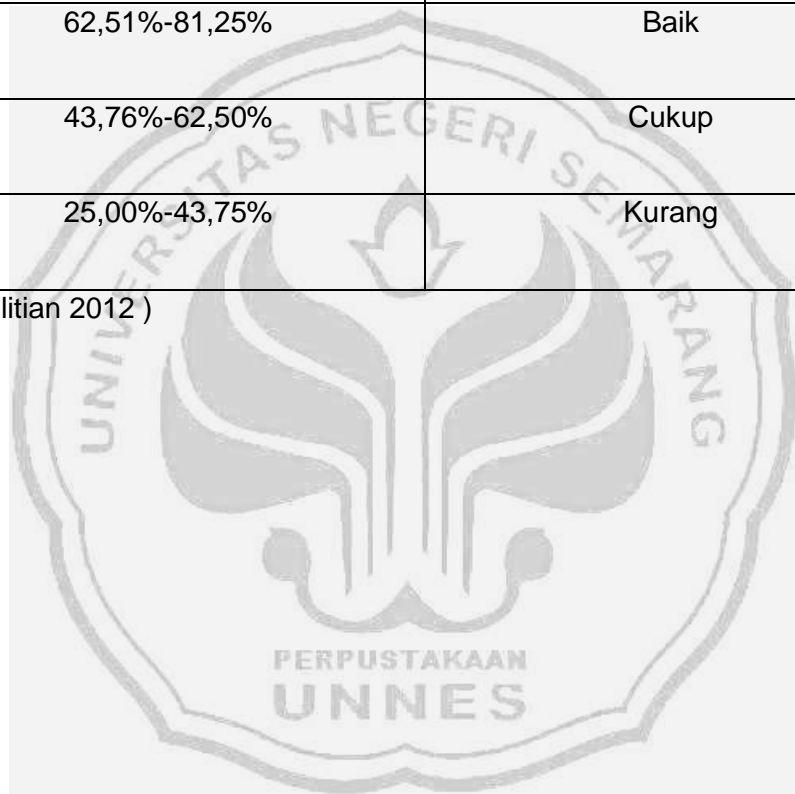 62,51%-81,25% Baik
43,76%-62,50% Cukup
25,00%-43,75% Kurang
litian 2012 )
UNIVERSITAS NEGERI SEMARANG
PERPUSTAKAAN
UNNES